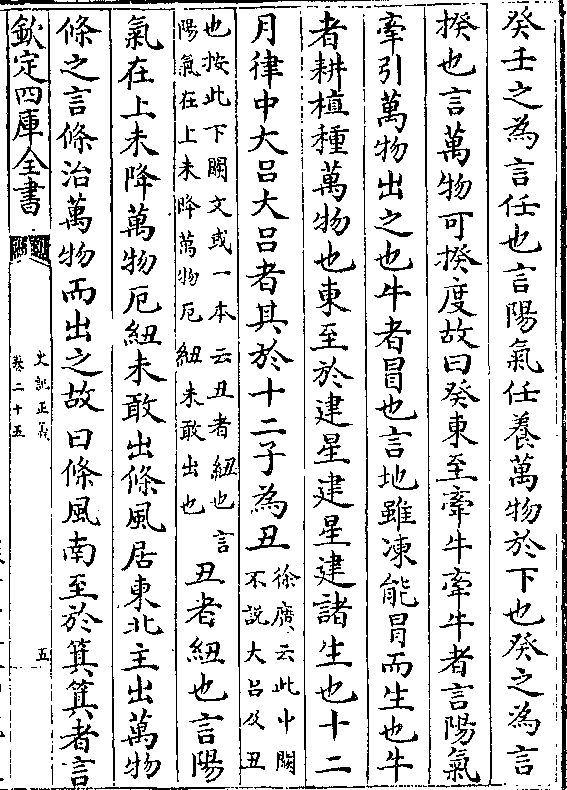 癸壬之為言任也言陽氣任養萬物於下也癸之為言
揆也言萬物可揆度故曰癸東至牽牛牽牛者言陽氣
牽引萬物出之也牛者冒也言地雖凍能冒而生也牛
者耕植種萬物也東至於建星建星建諸生也十二
月律中大吕大吕者其於十二子為丑
徐廣云此中闕
不説大吕及丑
也按此下闕文或一本云丑者紐也言
陽氣在上未降萬物厄紐未敢出也
丑者紐也言陽
氣在上未降萬物厄紐未敢出條風居東北主出萬物
條之言條治萬物而出之故曰條風南至於箕箕者言
欽定四庫全書
史記正義
卷二十五
五